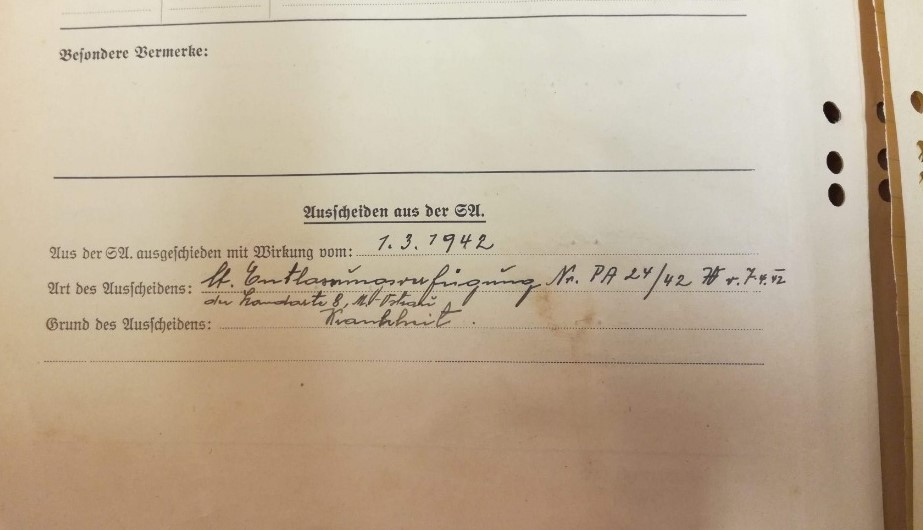 Besondere Vermerke:
Ausscheiden aus der SA.
Aus der SA. ausgeschieden mit Wirkung vom: 1. 3. 1942
Art des Ausscheidens: lt. Entlassungsverfügung Nr. PA 24/42 v. 7.4.42
der Standarte 8, M. Ostrau
Grund des Ausscheidens: Krankheit.